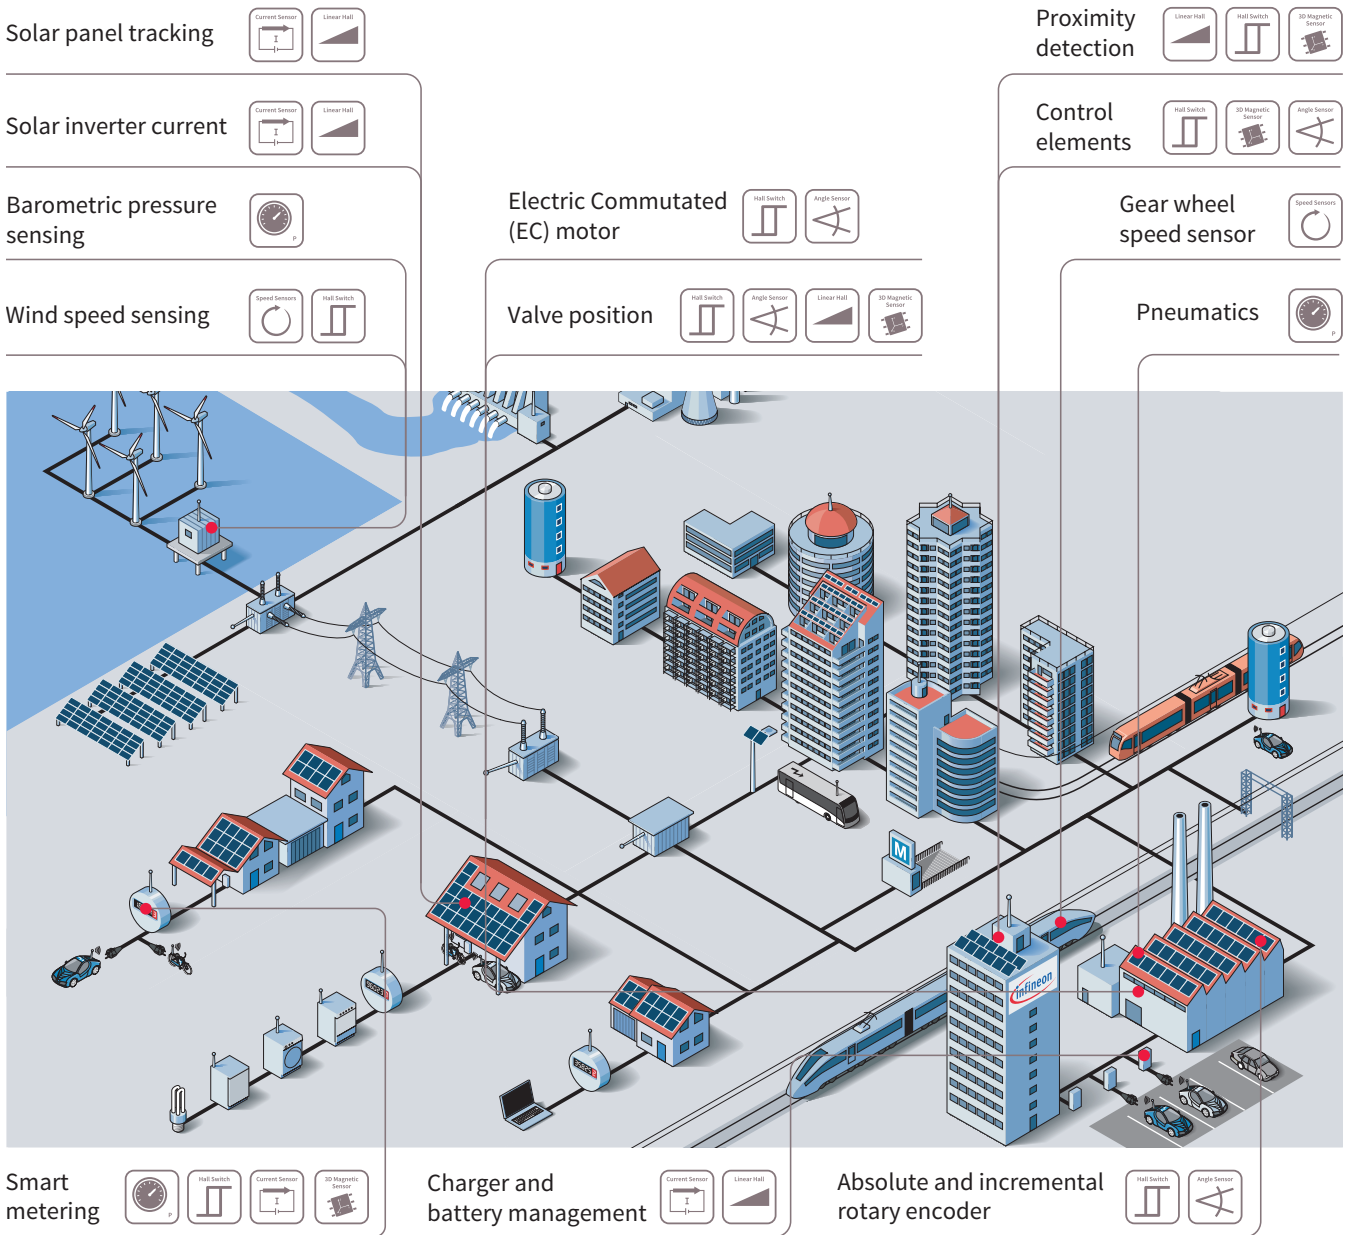 Solar panel tracking
Current Sensor
I
Linear Hall
Solar inverter current
Current Sensor
I
Linear Hall
Barometric pressure
sensing
P
Wind speed sensing
Speed Sensors
Hall Switch
Electric Commutated
(EC) motor
Hall Switch
Angle Sensor
Valve position
Hall Switch
Angle Sensor
Linear Hall
3D Magnetic
Sensor
Proximity
detection
Linear Hall
Hall Switch
3D Magnetic
Sensor
Control
elements
Hall Switch
3D Magnetic
Sensor
Angle Sensor
Gear wheel
speed sensor
Speed Sensors
Pneumatics
P
M
infineon
Smart
metering
P
Hall Switch
Current Sensor
I
3D Magnetic
Sensor
Charger and
battery management
Current Sensor
I
Linear Hall
Absolute and incremental
rotary encoder
Hall Switch
Angle Sensor